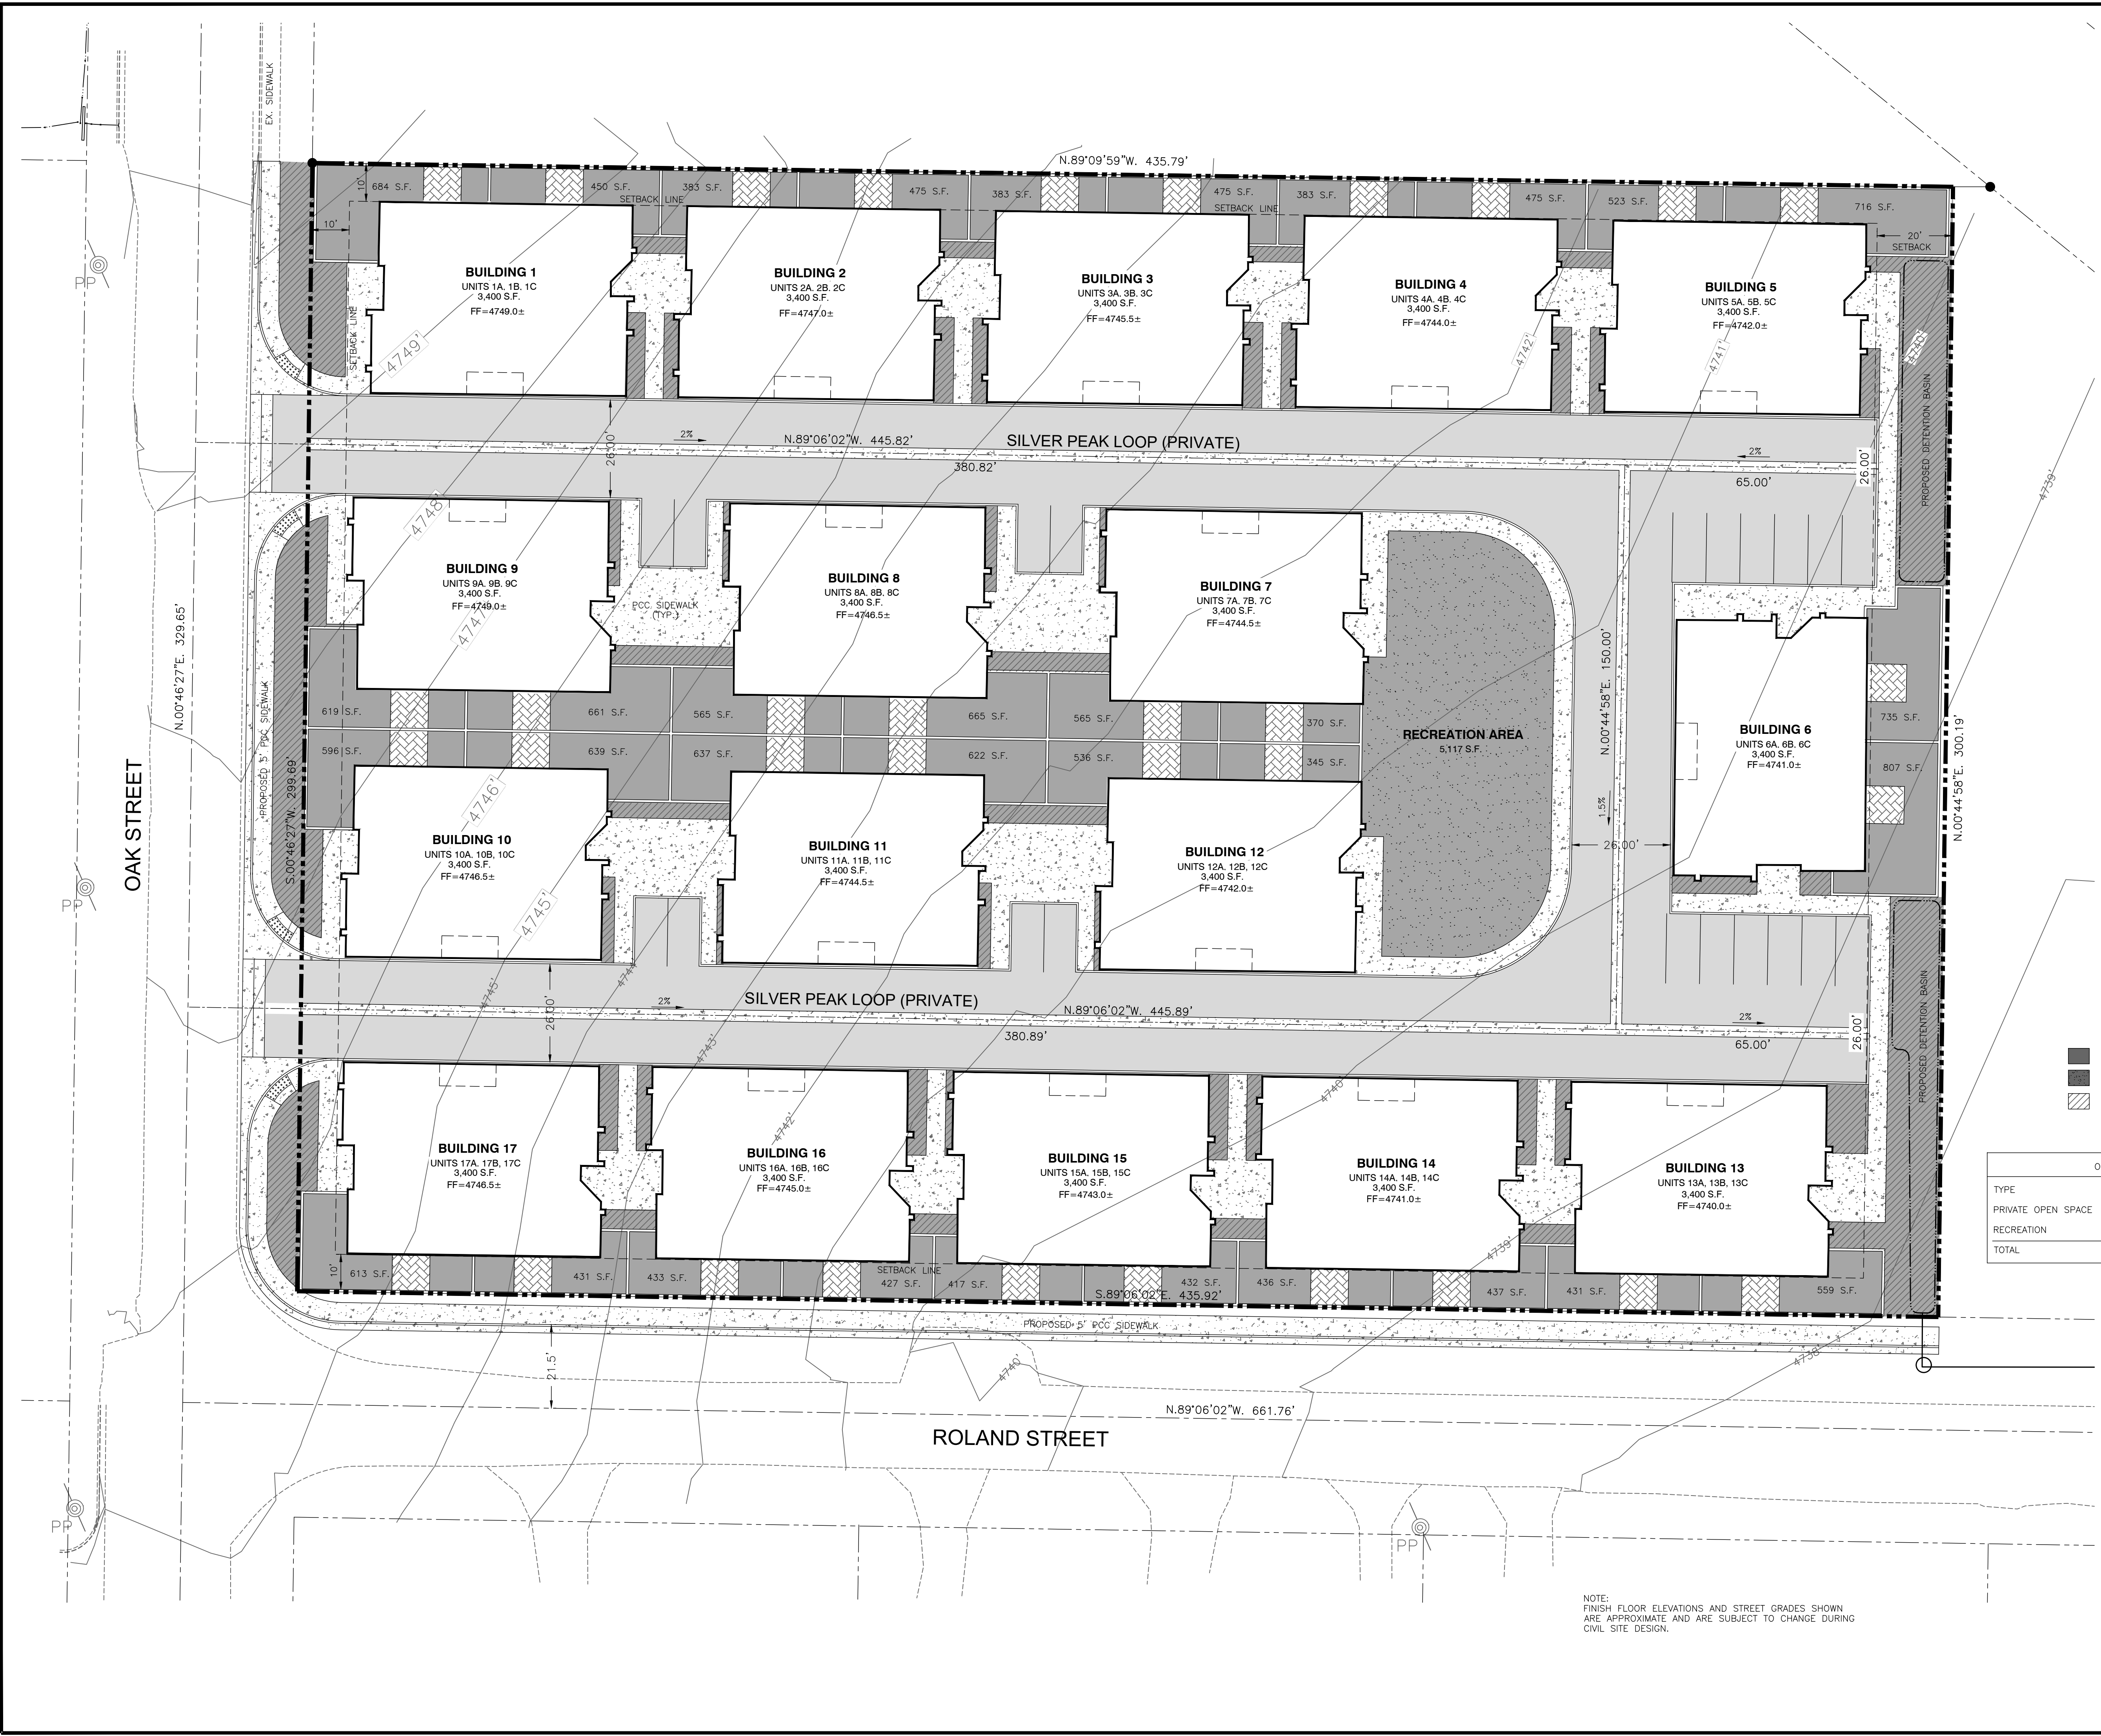 EX. SIDEWALK
N.89°09'59"W. 435.79'
10'
684 S.F.
450 S.F.
383 S.F.
475 S.F.
383 S.F.
475 S.F.
383 S.F.
475 S.F.
523 S.F.
716 S.F.
SETBACK LINE
SETBACK LINE
10'
20'
SETBACK
PP
SETBACK LINE
BUILDING 1
UNITS 1A. 1B. 1C
3,400 S.F.
FF=4749.0±
BUILDING 2
UNITS 2A. 2B. 2C
3,400 S.F.
FF=4747.0±
BUILDING 3
UNITS 3A. 3B. 3C
3,400 S.F.
FF=4745.5±
BUILDING 4
UNITS 4A. 4B. 4C
3,400 S.F.
FF=4744.0±
BUILDING 5
UNITS 5A. 5B. 5C
3,400 S.F.
FF=4742.0±
4749'
4742'
4741'
4740'
PROPOSED DETENTION BASIN
26.00'
2%
N.89°06'02"W. 445.82'
SILVER PEAK LOOP (PRIVATE)
380.82'
2%
65.00'
26.00'
4739'
4748'
4747'
BUILDING 9
UNITS 9A. 9B. 9C
3,400 S.F.
FF=4749.0±
PCC. SIDEWALK
(TYP.)
BUILDING 8
UNITS 8A. 8B. 8C
3,400 S.F.
FF=4746.5±
BUILDING 7
UNITS 7A. 7B. 7C
3,400 S.F.
FF=4744.5±
N.00°46'27"E. 329.65'
PROPOSED 5' PCC SIDEWALK
S.00°46'27"W. 299.69'
619 S.F.
661 S.F.
565 S.F.
665 S.F.
565 S.F.
370 S.F.
596 S.F.
639 S.F.
637 S.F.
622 S.F.
536 S.F.
345 S.F.
RECREATION AREA
5,117 S.F.
N.00°44'58"E. 150.00'
1.5%
26.00'
BUILDING 6
UNITS 6A. 6B. 6C
3,400 S.F.
FF=4741.0±
735 S.F.
807 S.F.
N.00°44'58"E. 300.19'
OAK STREET
PP
4746'
4745'
BUILDING 10
UNITS 10A. 10B, 10C
3,400 S.F.
FF=4746.5±
BUILDING 11
UNITS 11A. 11B, 11C
3,400 S.F.
FF=4744.5±
BUILDING 12
UNITS 12A. 12B, 12C
3,400 S.F.
FF=4742.0±
4745'
4744'
26.00'
2%
SILVER PEAK LOOP (PRIVATE)
N.89°06'02"W. 445.89'
380.89'
2%
65.00'
26.00'
PROPOSED DETENTION BASIN
4743'
4742'
4740'
4739'
BUILDING 17
UNITS 17A. 17B, 17C
3,400 S.F.
FF=4746.5±
BUILDING 16
UNITS 16A. 16B, 16C
3,400 S.F.
FF=4745.0±
BUILDING 15
UNITS 15A. 15B, 15C
3,400 S.F.
FF=4743.0±
BUILDING 14
UNITS 14A. 14B, 14C
3,400 S.F.
FF=4741.0±
BUILDING 13
UNITS 13A, 13B, 13C
3,400 S.F.
FF=4740.0±
O
TYPE
PRIVATE OPEN SPACE
RECREATION
TOTAL
10'
613 S.F.
431 S.F.
433 S.F.
SETBACK LINE
427 S.F.
417 S.F.
432 S.F.
436 S.F.
437 S.F.
431 S.F.
559 S.F.
S.89°06'02"E. 435.92'
PROPOSED 5' PCC SIDEWALK
21.5'
4740'
4738'
N.89°06'02"W. 661.76'
ROLAND STREET
PP
PP
NOTE:
FINISH FLOOR ELEVATIONS AND STREET GRADES SHOWN
ARE APPROXIMATE AND ARE SUBJECT TO CHANGE DURING
CIVIL SITE DESIGN.